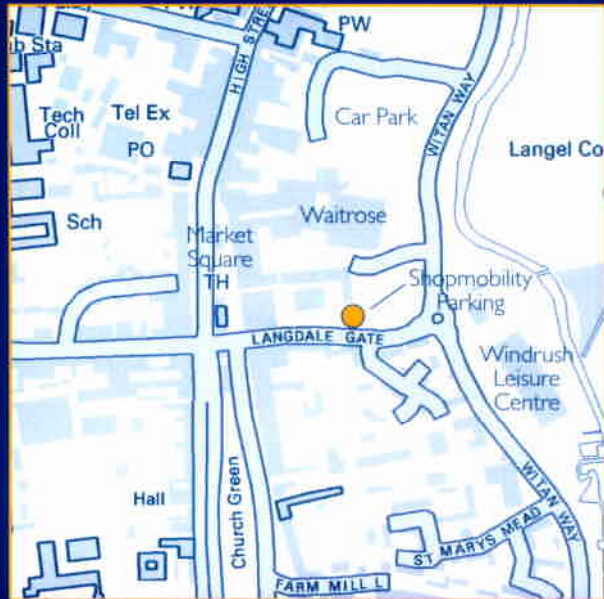 PW
b Sta
HIGH STRE
Tech
Coll
Tel Ex
PO
Car Park
WITAN WAY
Langel Co
Sch
Market
Square
TH
Waitrose
Shopmobility
Parking
LANGDALE GATE
Windrush
Leisure
Centre
Hall
Church Green
WITAN WAY
ST MARYS MEAD
FARM MILL L